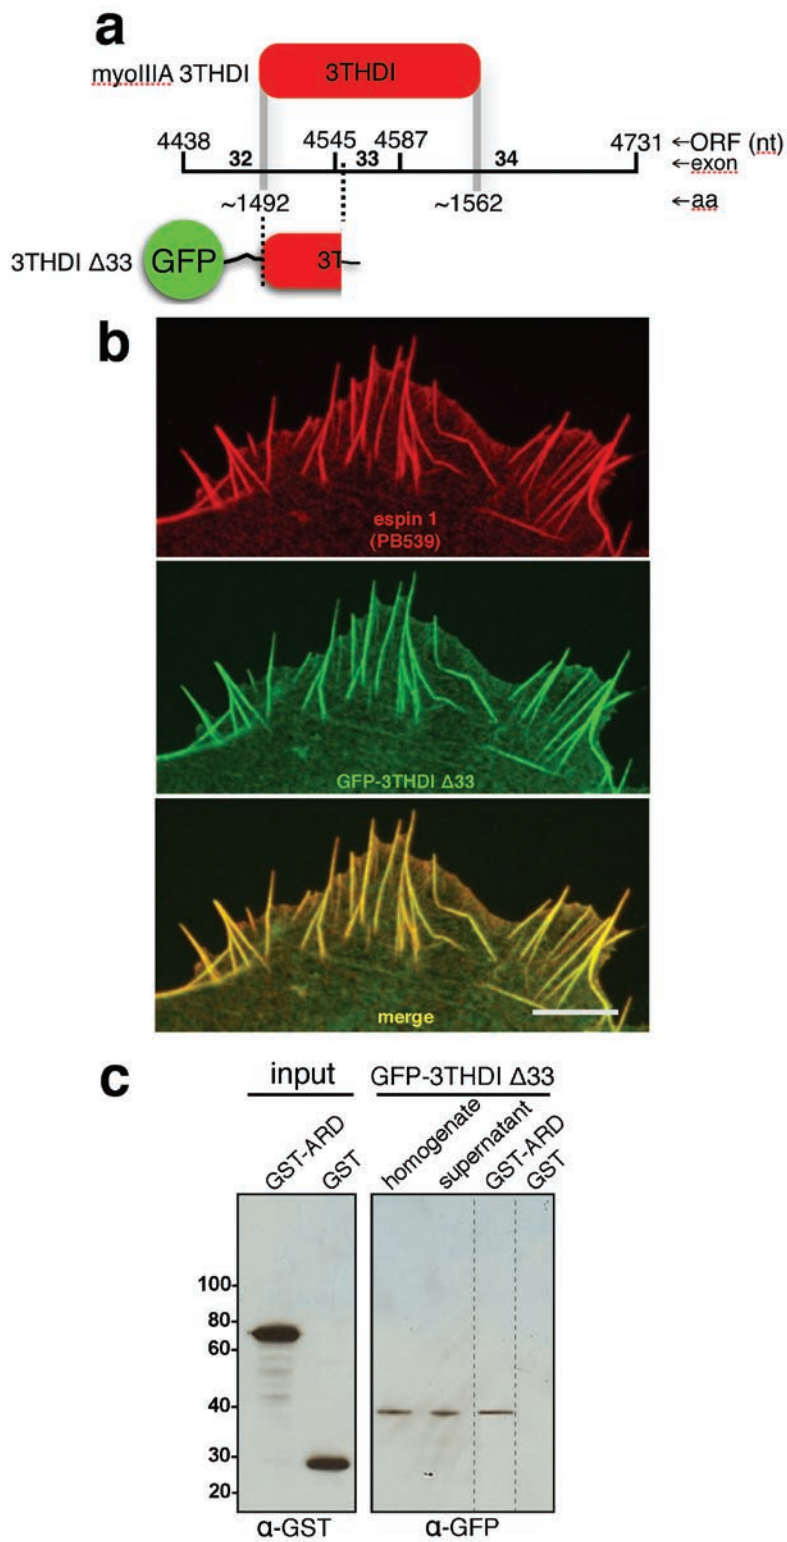 a
myoIIIA 3THDI
3THDI
4438 4545 4587 4731 ←ORF (nt)
32 33 34 ←exon
~1492 ~1562 ←aa
3THDI Δ33 GFP 3T
b
espin 1
(PB539)
GFP-3THDI Δ33
merge
c
input GFP-3THDI Δ33
GST-ARD GST homogenate supernatant GST-ARD GST
100
80
60
40
30
20
α-GST α-GFP